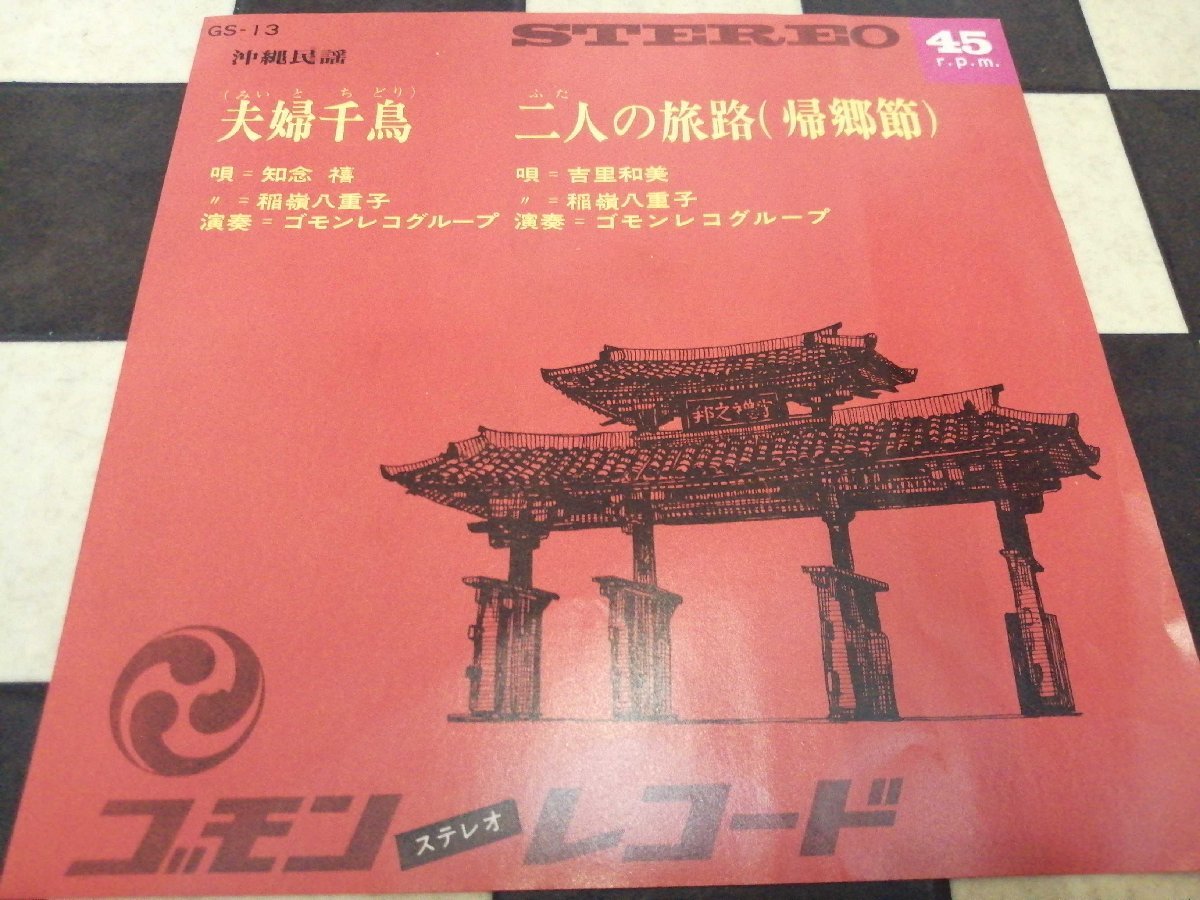 GS-13
STEREO
45
r.p.m.
沖縄民謡
(みいとちどり)
夫婦千鳥
唄=知念 禧
〃=稲嶺八重子
演奏=ゴモンレコグループ
ふた
二人の旅路(帰郷節)
唄=吉里和美
〃=稲嶺八重子
演奏=ゴモンレコグループ
守禮之邦
ゴモン
ステレオ
レコード